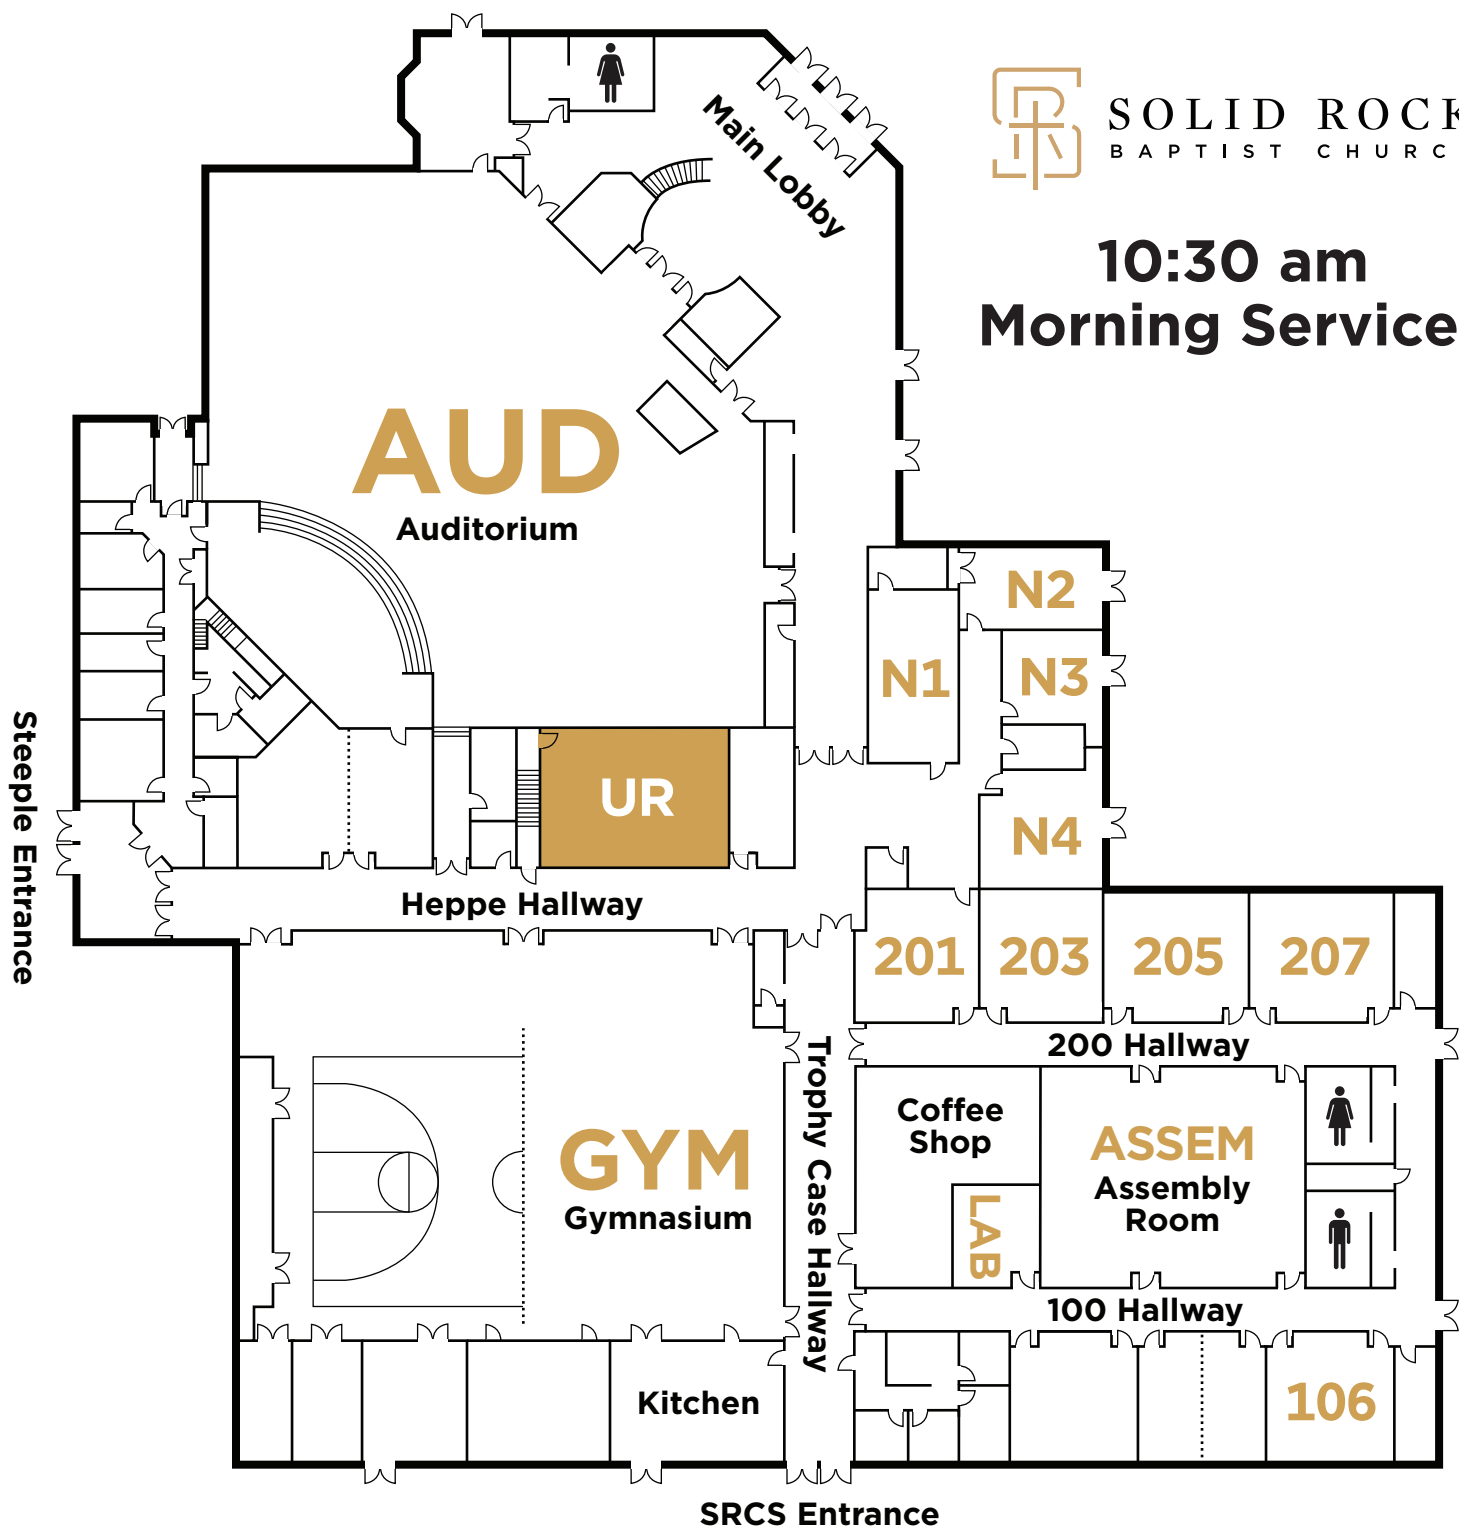 SOLID ROCK
BAPTIST CHURC
10:30 am
Morning Service
Main Lobby
AUD
Auditorium
N2
N1
N3
UR
N4
Steeple Entrance
Heppe Hallway
201
203
205
207
200 Hallway
Trophy Case Hallway
Coffee
Shop
ASSEM
Assembly
Room
LAB
GYM
Gymnasium
100 Hallway
Kitchen
106
SRCS Entrance